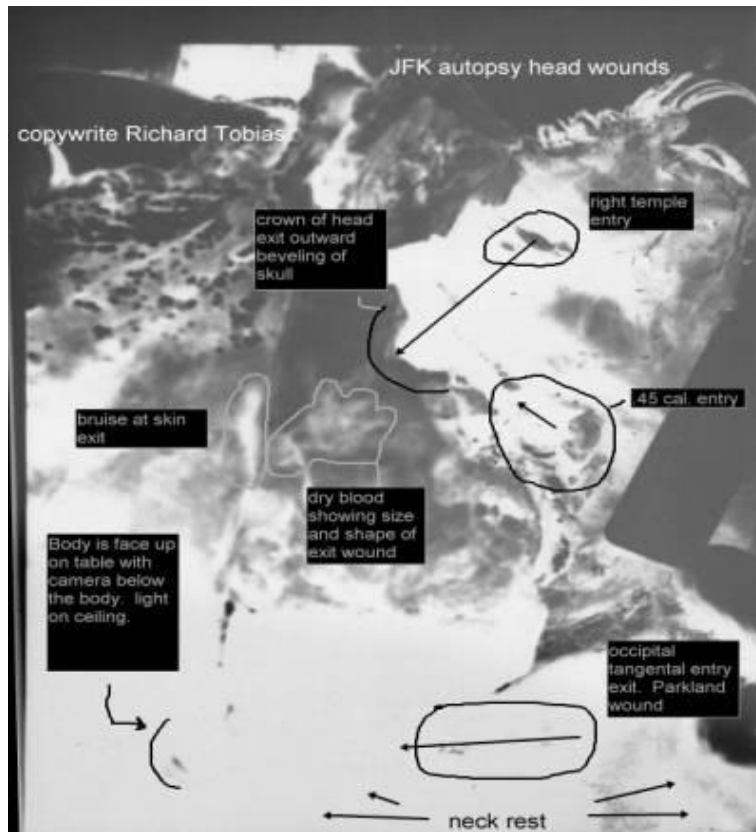 JFK autopsy head wounds
copywrite Richard Tobias
right temple
entry
crown of head
exit outward
beveling of
skull
.45 cal. entry
bruise at skin
exit
dry blood
showing size
and shape of
exit wound
Body is face up
on table with
camera below
the body. light
on ceiling.
occipital
tangental entry
exit. Parkland
wound
neck rest